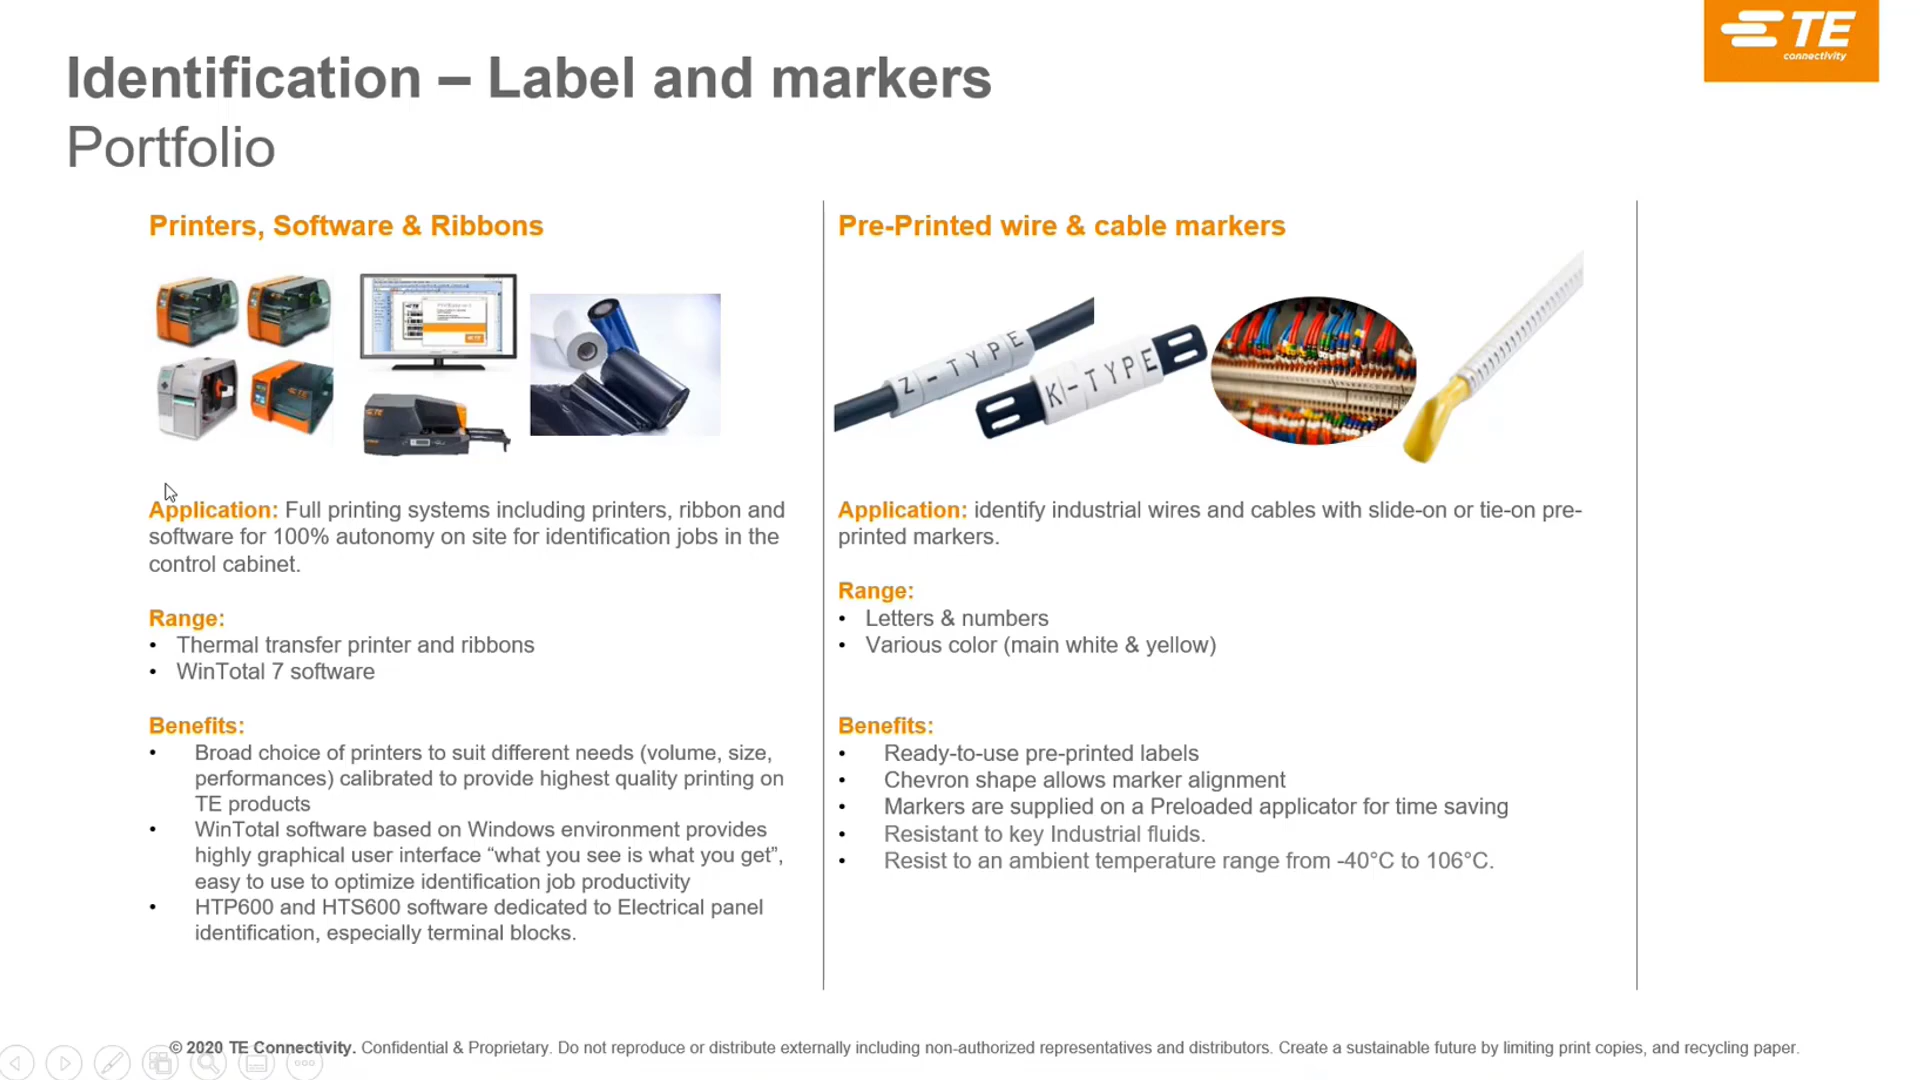 TE
connectivity
Identification – Label and markers
Portfolio
Printers, Software & Ribbons
TE
TE
TE
TE
Application: Full printing systems including printers, ribbon and
software for 100% autonomy on site for identification jobs in the
control cabinet.
Range:
• Thermal transfer printer and ribbons
• WinTotal 7 software
Benefits:
• Broad choice of printers to suit different needs (volume, size,
performances) calibrated to provide highest quality printing on
TE products
• WinTotal software based on Windows environment provides
highly graphical user interface “what you see is what you get”,
easy to use to optimize identification job productivity
• HTP600 and HTS600 software dedicated to Electrical panel
identification, especially terminal blocks.
Pre-Printed wire & cable markers
Z-TYPE
K-TYPE
Application: identify industrial wires and cables with slide-on or tie-on pre-
printed markers.
Range:
• Letters & numbers
• Various color (main white & yellow)
Benefits:
• Ready-to-use pre-printed labels
• Chevron shape allows marker alignment
• Markers are supplied on a Preloaded applicator for time saving
• Resistant to key Industrial fluids.
• Resist to an ambient temperature range from -40°C to 106°C.
© 2020 TE Connectivity. Confidential & Proprietary. Do not reproduce or distribute externally including non-authorized representatives and distributors. Create a sustainable future by limiting print copies, and recycling paper.